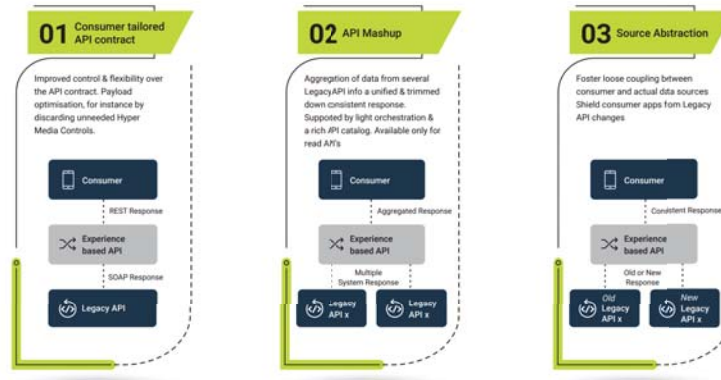 01 Consumer tailored
API contract
Improved control & flexibility over
the API contract. Payload
optimisation, for instance by
discarding unneeded Hyper
Media Controls.
Consumer
REST Response
Experience
based API
SOAP Response
Legacy API
02 API Mashup
Aggregtion of data from several
LegacyAPI info a unified & trimmed
down consistent response.
Suppoted by light orchestration &
a rich API catalog. Available only for
read API's
Consumer
Aggregated Response
Experience
based API
Multiple
System Response
Legacy
API x
Legacy
API x
03 Source Abstraction
Foster loose coupling between
consumer and actual data sources
Shield consumer apps fom Legacy
API changes
Consumer
Consistent Response
Experience
based API
Old or New
Response
Old
Legacy
API x
New
Legacy
API x